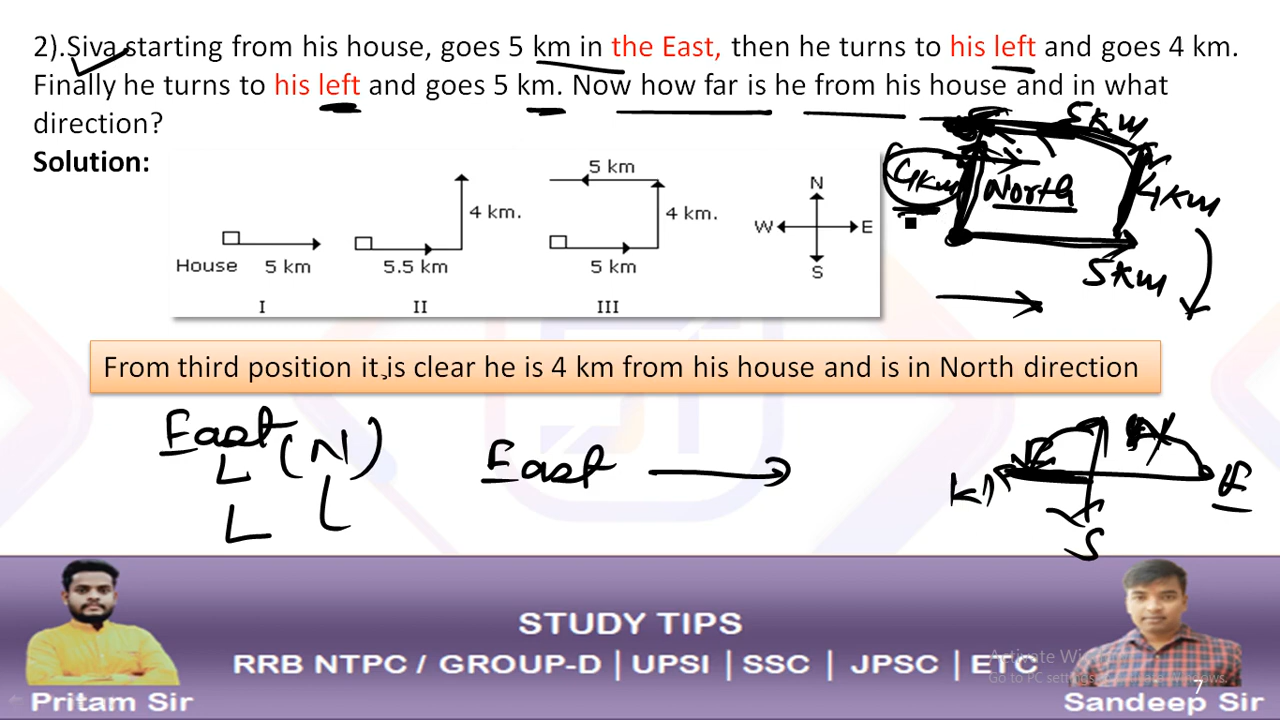 2).Siva starting from his house, goes 5 km in the East, then he turns to his left and goes 4 km.
Finally he turns to his left and goes 5 km. Now how far is he from his house and in what
direction?
Solution:
5 km
4 km.
4 km.
House 5 km
5.5 km
5 km
I
II
III
N
W
E
S
5km
4km
North
4km
5km
From third position it is clear he is 4 km from his house and is in North direction
East (N)
L
L
L
East
E
S
STUDY TIPS
RRB NTPC / GROUP-D | UPSI | SSC | JPSC | ETC
Pritam Sir
Sandeep Sir
7